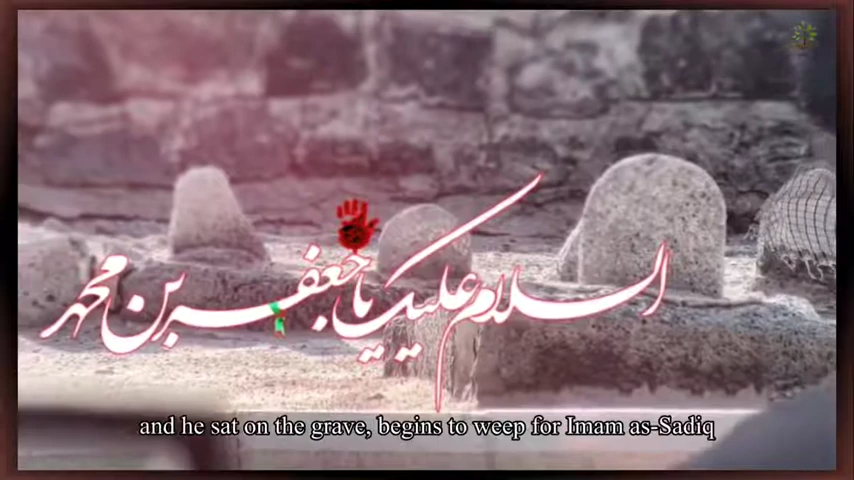 السلام علیک یا جعفر بن محمد
and he sat on the grave, begins to weep for Imam as-Sadiq